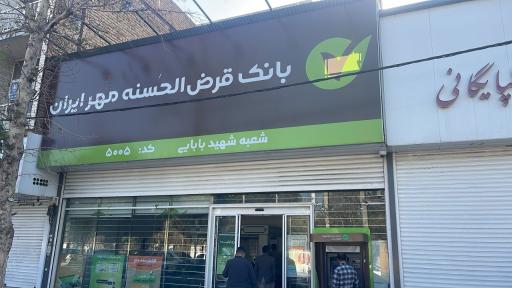 بانک قرض الحسنه مهر ایران
شعبه شهید بابایی کد: ۵۰۰۵
پایگانی